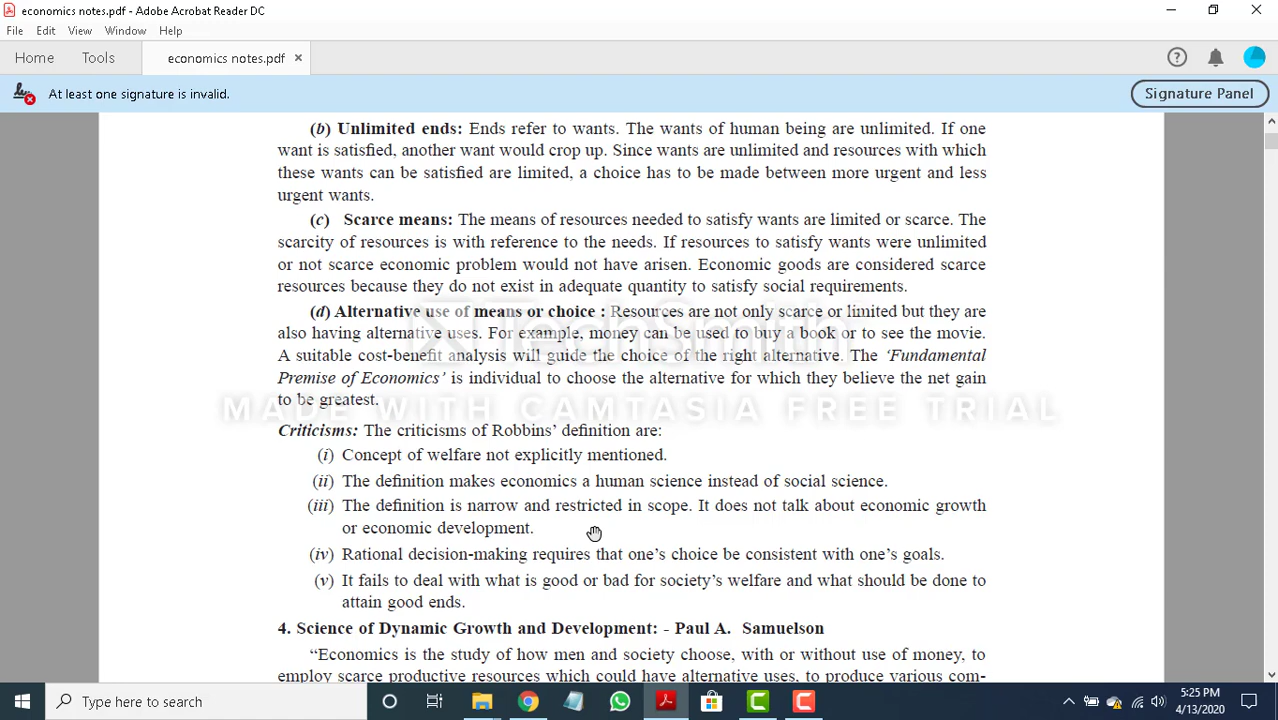 economics notes.pdf - Adobe Acrobat Reader DC
File Edit View Window Help
Home Tools economics notes.pdf ×
At least one signature is invalid.
Signature Panel
(b) Unlimited ends: Ends refer to wants. The wants of human being are unlimited. If one
want is satisfied, another want would crop up. Since wants are unlimited and resources with which
these wants can be satisfied are limited, a choice has to be made between more urgent and less
urgent wants.
(c) Scarce means: The means of resources needed to satisfy wants are limited or scarce. The
scarcity of resources is with reference to the needs. If resources to satisfy wants were unlimited
or not scarce economic problem would not have arisen. Economic goods are considered scarce
resources because they do not exist in adequate quantity to satisfy social requirements.
(d) Alternative use of means or choice : Resources are not only scarce or limited but they are
also having alternative uses. For example, money can be used to buy a book or to see the movie.
A suitable cost-benefit analysis will guide the choice of the right alternative. The ‘Fundamental
Premise of Economics’ is individual to choose the alternative for which they believe the net gain
to be greatest.
TechSmith
MADE WITH CAMTASIA FREE TRIAL
Criticisms: The criticisms of Robbins’ definition are:
(i) Concept of welfare not explicitly mentioned.
(ii) The definition makes economics a human science instead of social science.
(iii) The definition is narrow and restricted in scope. It does not talk about economic growth
or economic development.
(iv) Rational decision-making requires that one’s choice be consistent with one’s goals.
(v) It fails to deal with what is good or bad for society’s welfare and what should be done to
attain good ends.
4. Science of Dynamic Growth and Development: - Paul A. Samuelson
“Economics is the study of how men and society choose, with or without use of money, to
employ scarce productive resources which could have alternative uses, to produce various com-
Type here to search
5:25 PM
4/13/2020